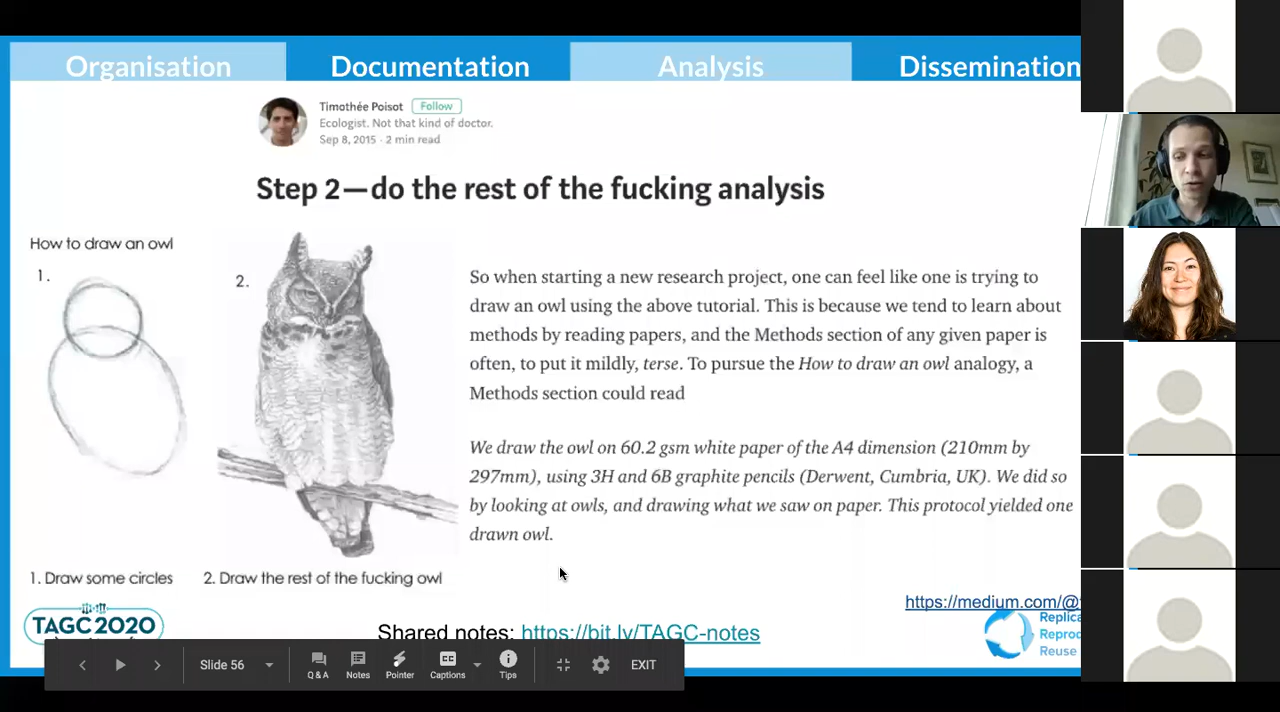 Organisation
Documentation
Analysis
Dissemination
Timothée Poisot
Follow
Ecologist. Not that kind of doctor.
Sep 8, 2015 · 2 min read
Step 2—do the rest of the fucking analysis
How to draw an owl
1.
2.
So when starting a new research project, one can feel like one is trying to
draw an owl using the above tutorial. This is because we tend to learn about
methods by reading papers, and the Methods section of any given paper is
often, to put it mildly, terse. To pursue the How to draw an owl analogy, a
Methods section could read
We draw the owl on 60.2 gsm white paper of the A4 dimension (210mm by
297mm), using 3H and 6B graphite pencils (Derwent, Cumbria, UK). We did so
by looking at owls, and drawing what we saw on paper. This protocol yielded one
drawn owl.
1. Draw some circles
2. Draw the rest of the fucking owl
https://medium.com/@
TAGC 2020
Shared notes: https://bit.ly/TAGC-notes
Replica
Reprod
Reuse
Slide 56
Q & A
Notes
Pointer
Captions
Tips
EXIT